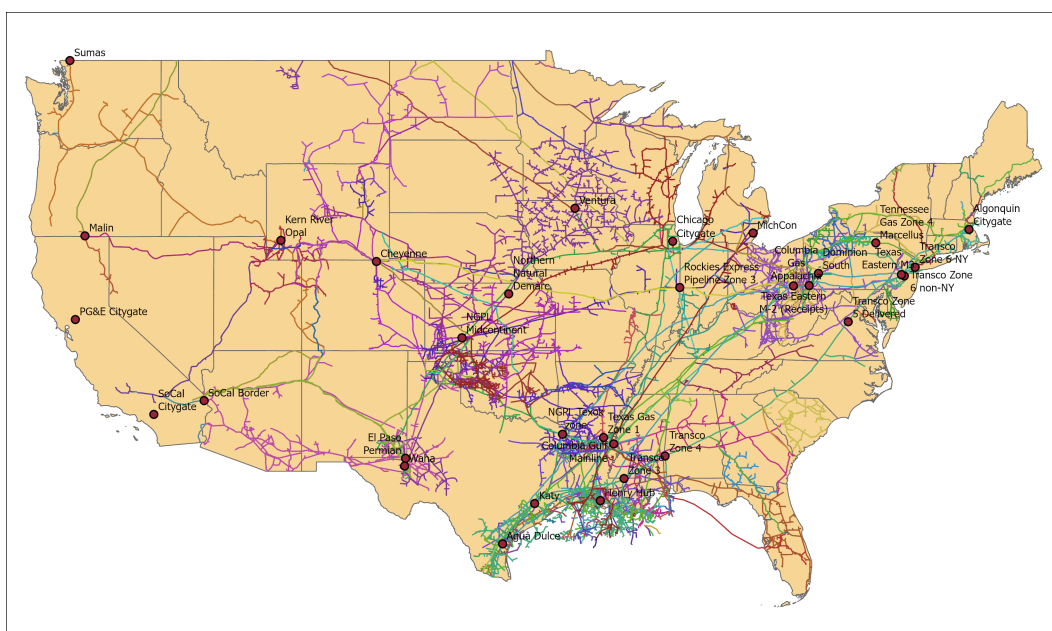 Sumas
Malin
Kern River
Opal
Cheyenne
Northern
Natural
Demarc
Ventura
Chicago
Citygate
MichCon
Tennessee
Gas Zone 4
Marcellus
Algonquin
Citygate
Columbia
Gas
Appalachia
Dominion
South
Texas
Eastern M3
Transco
Zone 6-NY
Transco Zone
6 non-NY
Rockies Express
Pipeline Zone 3
Texas Eastern
M-2 (Receipts)
Transco Zone
5 Delivered
PG&E Citygate
NGPL
Midcontinent
SoCal
Citygate
SoCal Border
El Paso
Permian
Waha
NGPL Texok
zone
Texas Gas
Zone 1
Columbia Gulf
Mainline
Transco
Zone 4
Transco
Zone 3
Katy
Henry Hub
Agua Dulce